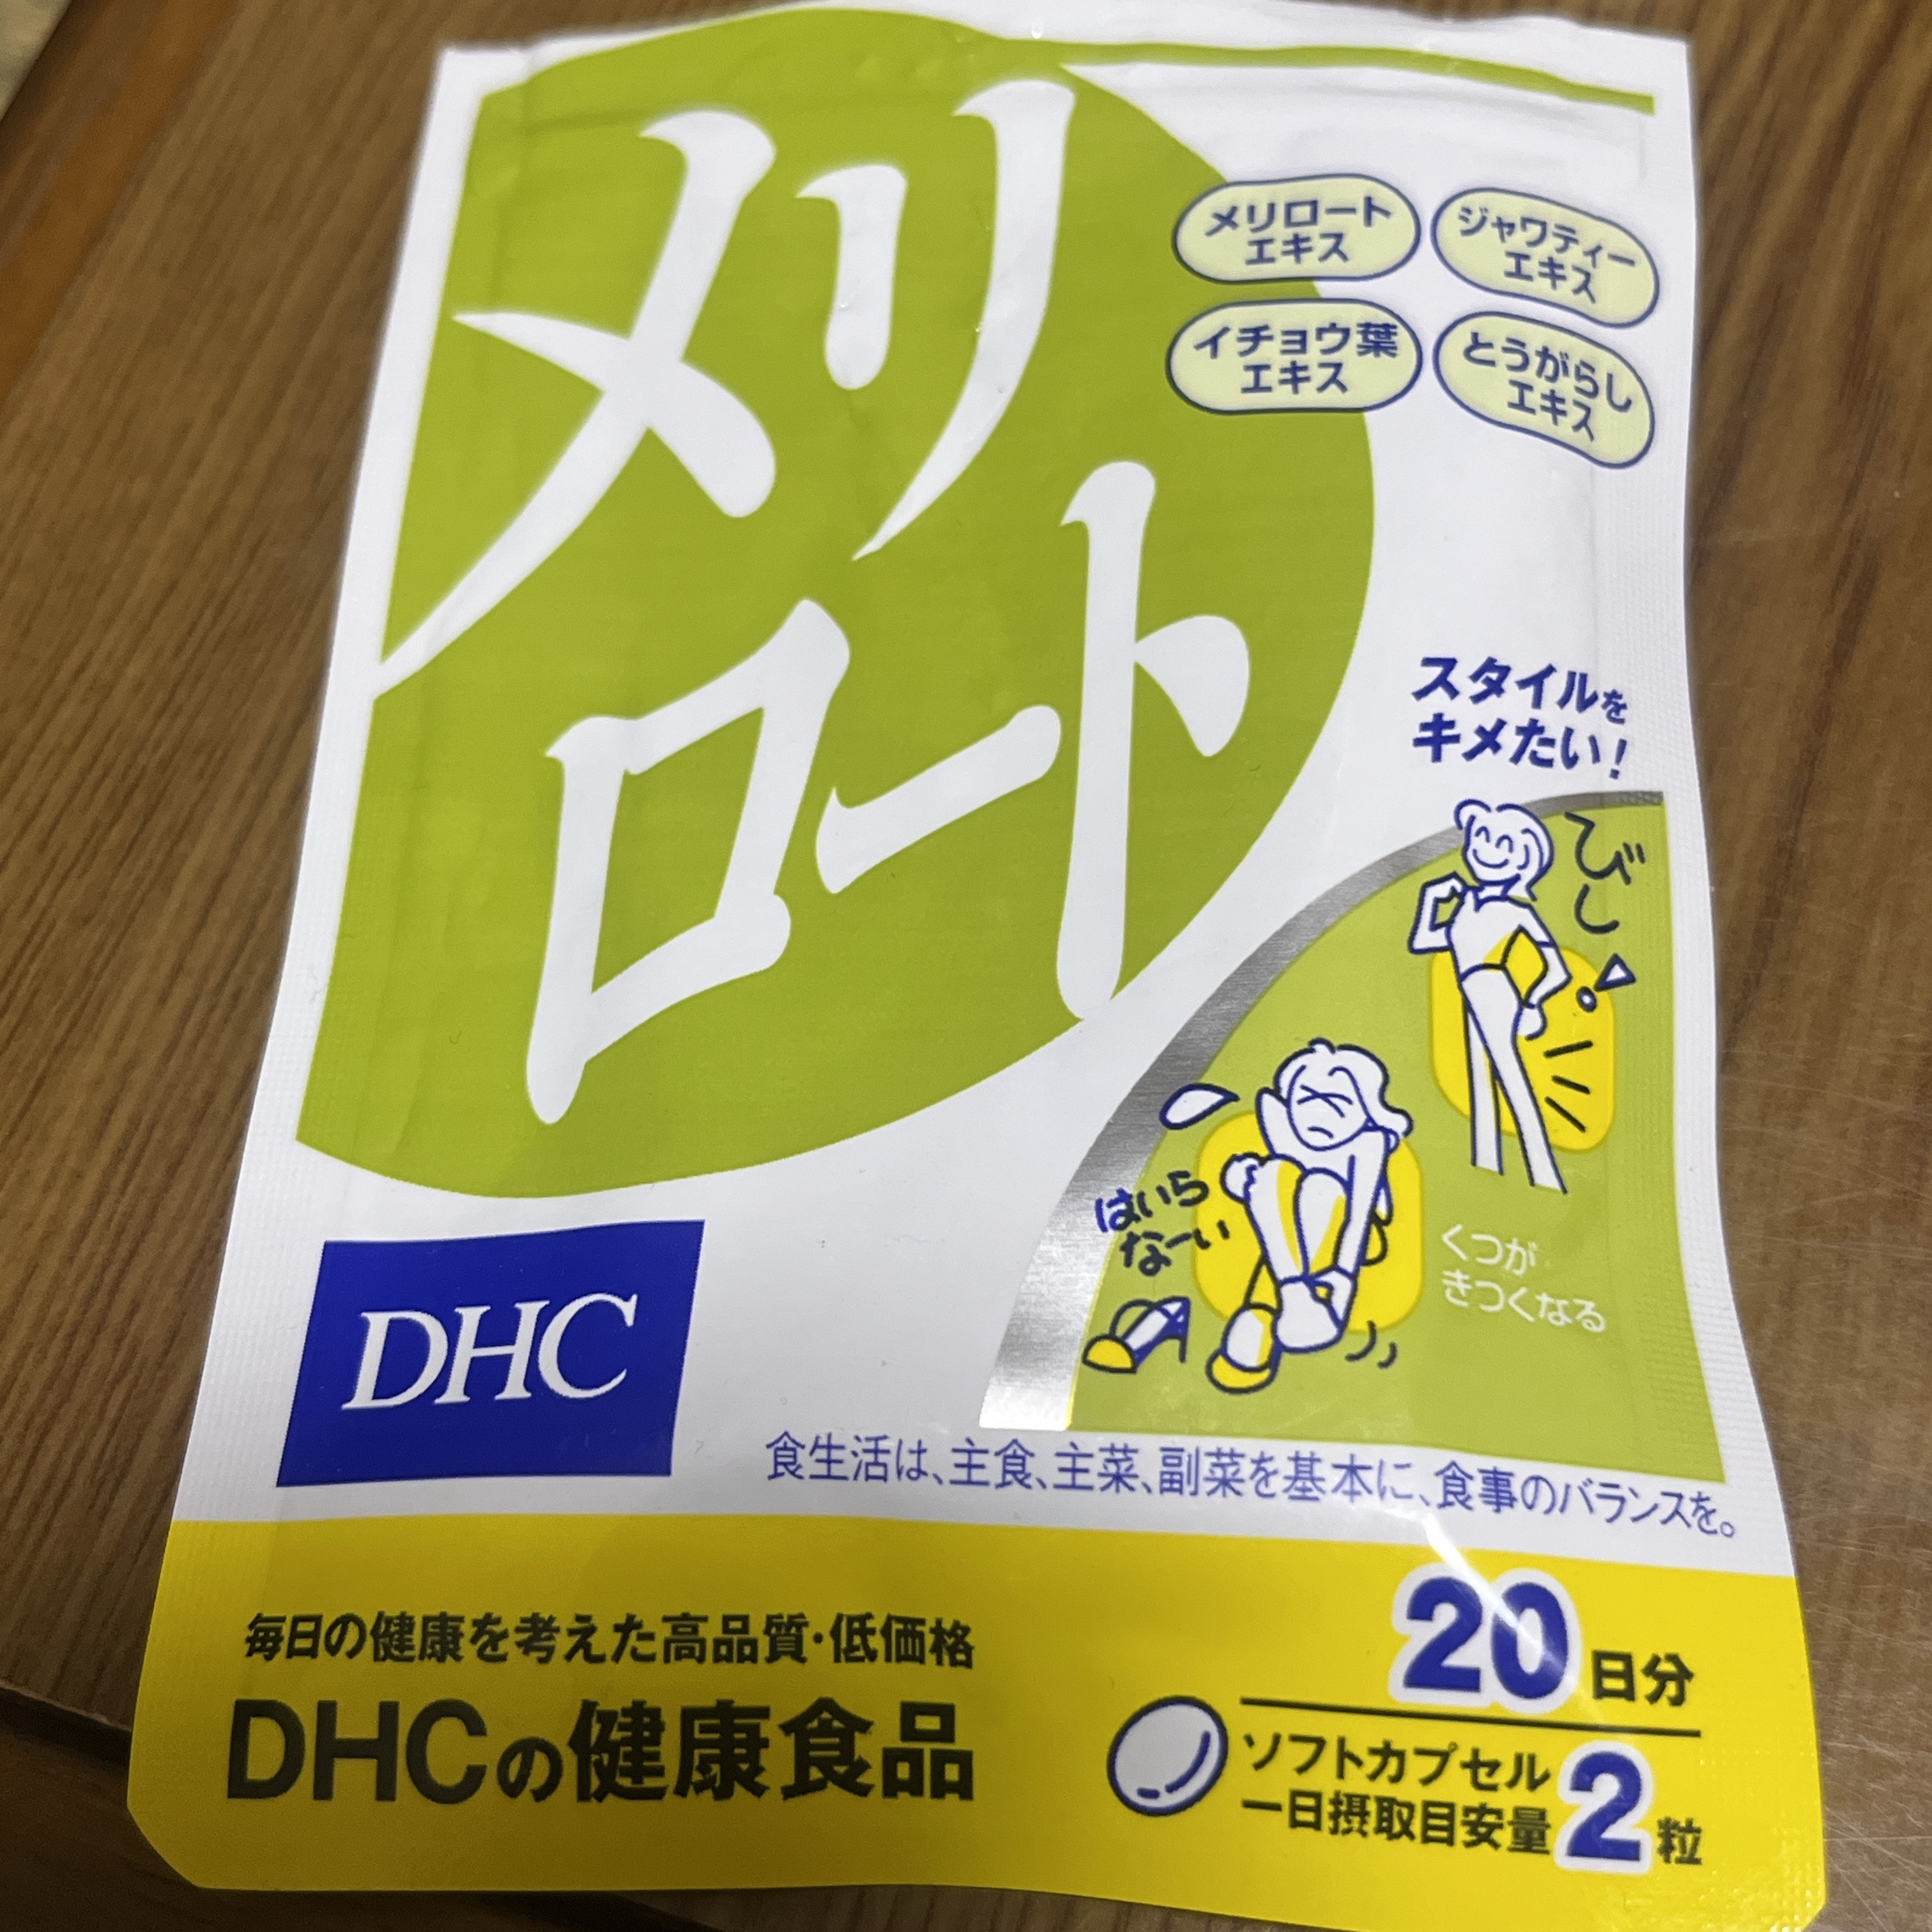 メリ
ロート
メリロート
エキス
ジャワティー
エキス
イチョウ葉
エキス
とうがらし
エキス
スタイルを
キメたい!
びし!
はいら
なーい
くつが
きつくなる
DHC
食生活は、主食、主菜、副菜を基本に、食事のバランスを。
毎日の健康を考えた高品質・低価格
DHCの健康食品
20日分
ソフトカプセル
一日摂取目安量2粒